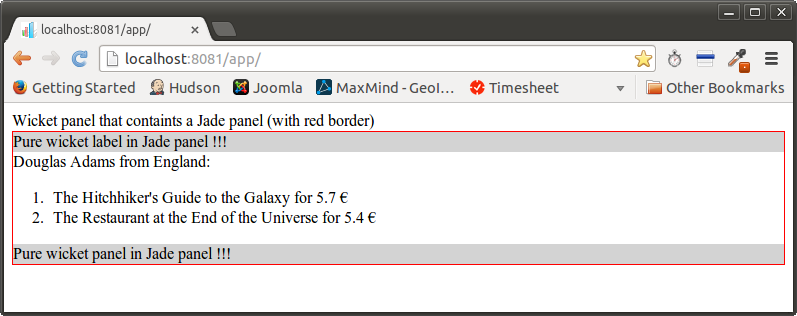 localhost:8081/app/
localhost:8081/app/
Getting Started Hudson Joomla MaxMind - GeoI... Timesheet Other Bookmarks
Wicket panel that containts a Jade panel (with red border)
Pure wicket label in Jade panel !!!
Douglas Adams from England:
1. The Hitchhiker's Guide to the Galaxy for 5.7 €
2. The Restaurant at the End of the Universe for 5.4 €
Pure wicket panel in Jade panel !!!